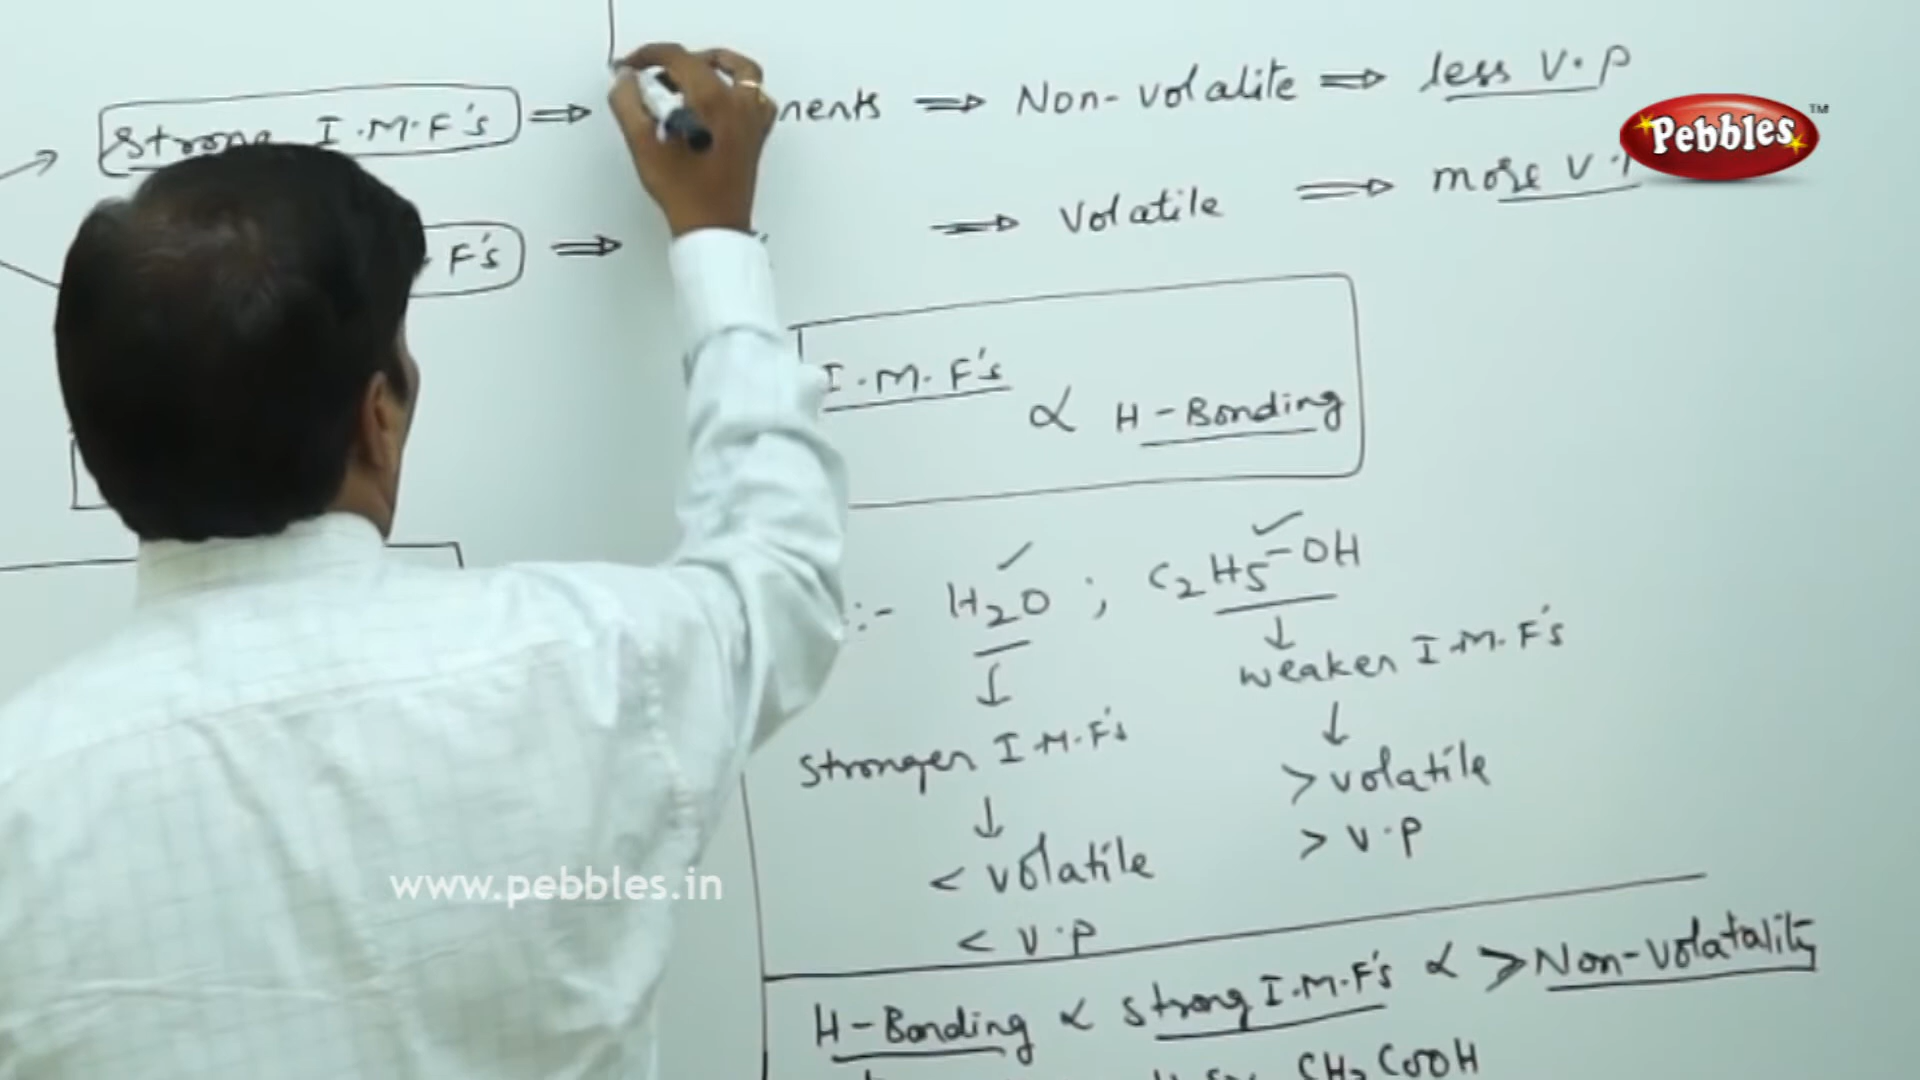 Strong I.M.F's ⇒ nents ⇒ Non-volalite ⇒ less V.P
Pebbles TM
F's ⇒ ⇒ Volatile ⇒ more V.P
I.M.F's ∝ H-Bonding
:- H2O ; C2H5-OH
weaker I.M.F's
stronger I.M.F's
> volatile
> V.P
< volatile
www.pebbles.in
< V.P
H-Bonding ∝ strong I.M.F's ∝ > Non-volatality
CH3COOH